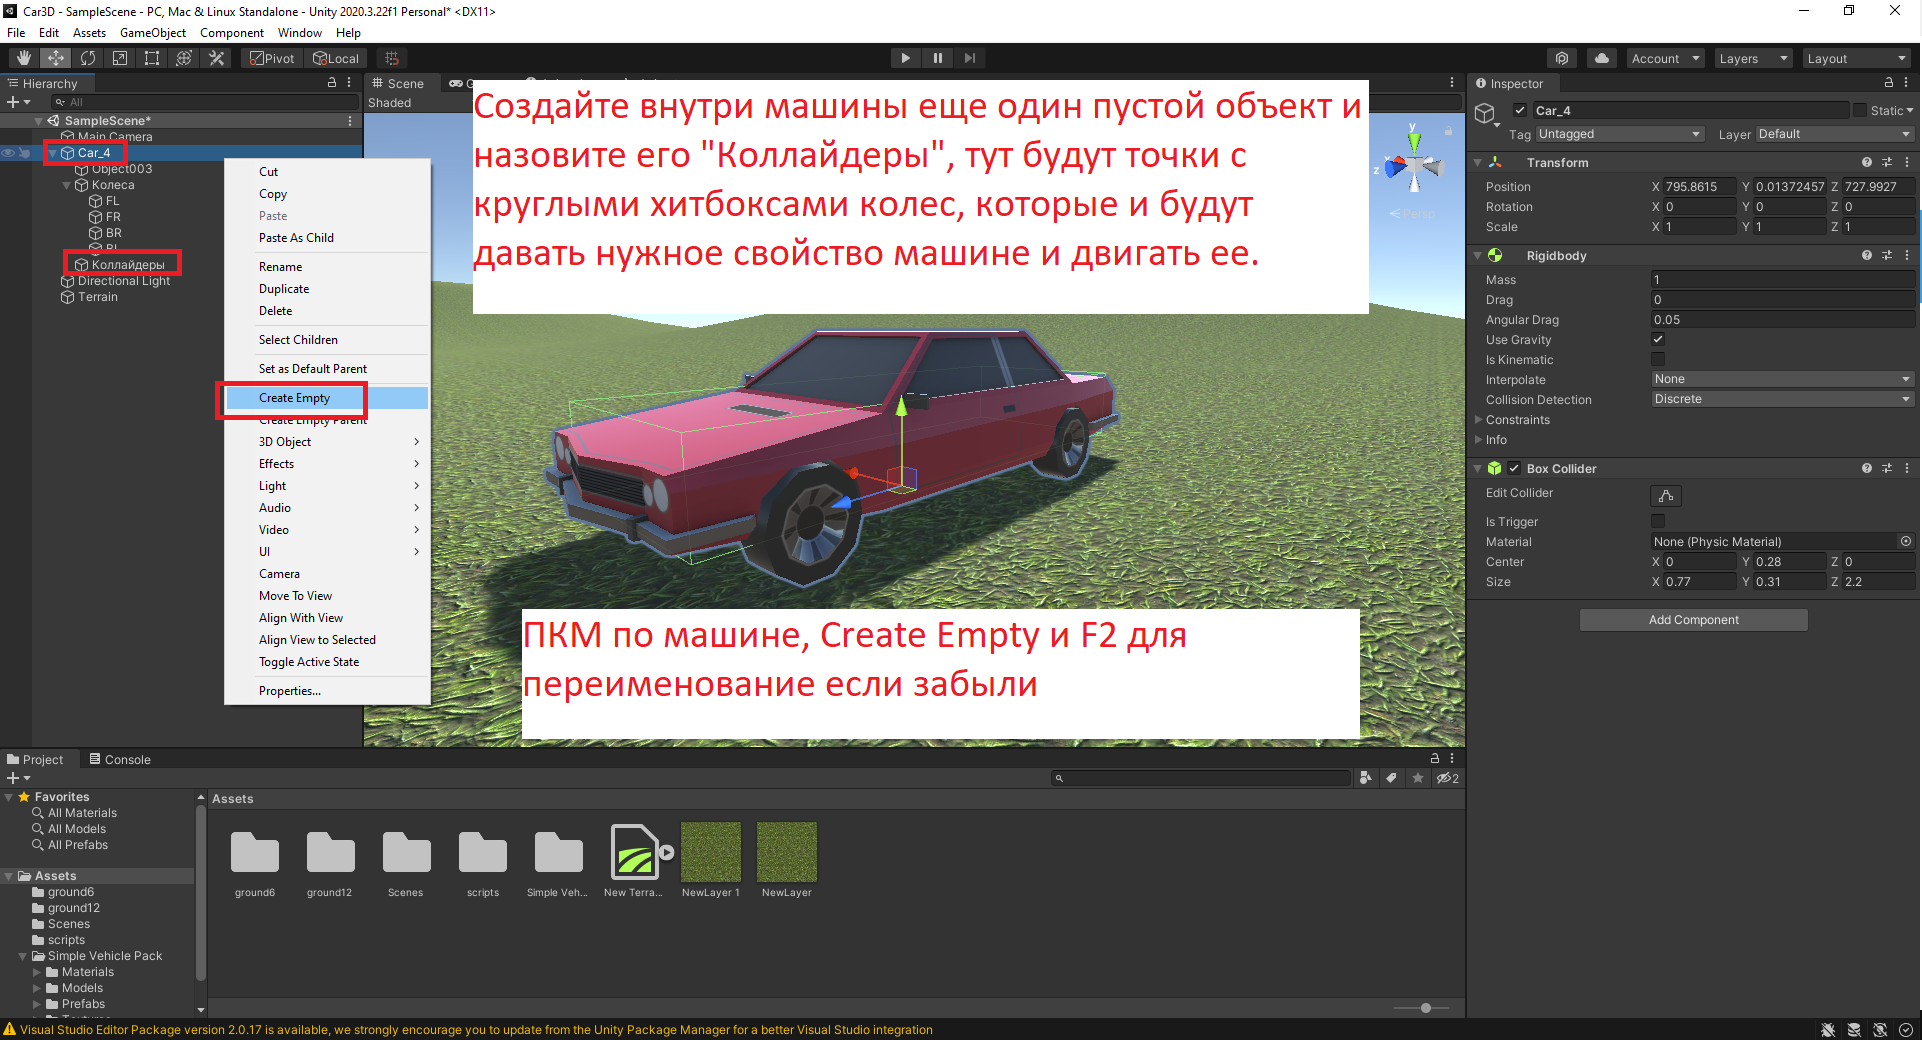 Car3D - SampleScene - PC, Mac & Linux Standalone - Unity 2020.3.22f1 Personal* <DX11>
File Edit Assets GameObject Component Window Help
Pivot Local Account Layers Layout
Hierarchy
All
SampleScene*
Main Camera
Car_4
Object003
Колеса
FL
FR
BR
Коллайдеры
Directional Light
Terrain
Cut
Copy
Paste
Paste As Child
Rename
Duplicate
Delete
Select Children
Set as Default Parent
Create Empty
Create Empty Parent
3D Object
Effects
Light
Audio
Video
UI
Camera
Move To View
Align With View
Align View to Selected
Toggle Active State
Properties...
Scene
Shaded
Создайте внутри машины еще один пустой объект и
назовите его "Коллайдеры", тут будут точки с
круглыми хитбоксами колес, которые и будут
давать нужное свойство машине и двигать ее.
y
x
z
Persp
ПКМ по машине, Create Empty и F2 для
переименование если забыли
Inspector
Car_4 Static
Tag Untagged Layer Default
Transform
Position X 795.8615 Y 0.01372457 Z 727.9927
Rotation X 0 Y 0 Z 0
Scale X 1 Y 1 Z 1
Rigidbody
Mass 1
Drag 0
Angular Drag 0.05
Use Gravity
Is Kinematic
Interpolate None
Collision Detection Discrete
Constraints
Info
Box Collider
Edit Collider
Is Trigger
Material None (Physic Material)
Center X 0 Y 0.28 Z 0
Size X 0.77 Y 0.31 Z 2.2
Add Component
Project Console
2
Favorites
All Materials
All Models
All Prefabs
Assets
ground6
ground12
Scenes
scripts
Simple Vehicle Pack
Materials
Models
Prefabs
Assets
ground6 ground12 Scenes scripts Simple Veh... New Terra... NewLayer 1 NewLayer
Visual Studio Editor Package version 2.0.17 is available, we strongly encourage you to update from the Unity Package Manager for a better Visual Studio integration